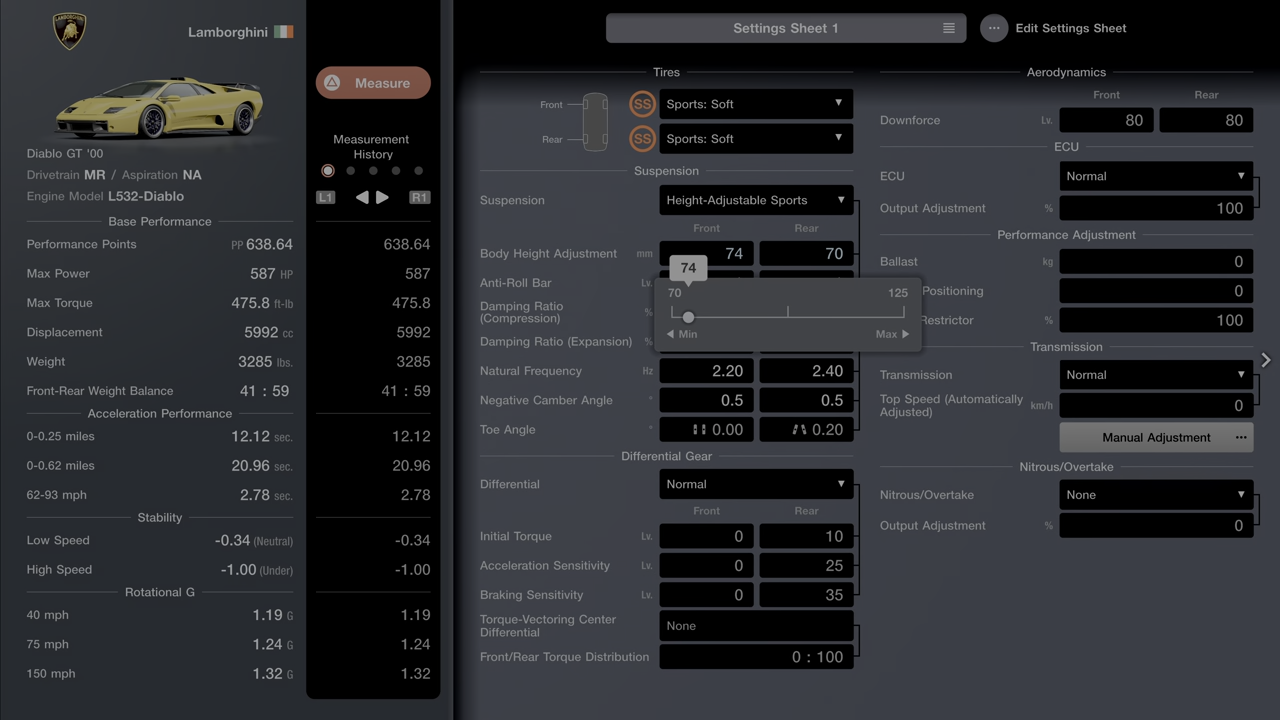 LAMBORGHINI
Lamborghini
Diablo GT '00
Drivetrain MR / Aspiration NA
Engine Model L532-Diablo
Base Performance
Performance Points PP 638.64
Max Power 587 HP
Max Torque 475.8 ft-lb
Displacement 5992 cc
Weight 3285 lbs.
Front-Rear Weight Balance 41 : 59
Acceleration Performance
0-0.25 miles 12.12 sec.
0-0.62 miles 20.96 sec.
62-93 mph 2.78 sec.
Stability
Low Speed -0.34 (Neutral)
High Speed -1.00 (Under)
Rotational G
40 mph 1.19 G
75 mph 1.24 G
150 mph 1.32 G
Measure
Measurement
History
L1 R1
638.64
587
475.8
5992
3285
41 : 59
12.12
20.96
2.78
-0.34
-1.00
1.19
1.24
1.32
Settings Sheet 1
Edit Settings Sheet
Tires
Front SS Sports: Soft
Rear SS Sports: Soft
Suspension
Suspension Height-Adjustable Sports
Front Rear
Body Height Adjustment mm 74 70
74
Anti-Roll Bar Lv.
70 125
Damping Ratio
(Compression) %
Min Max
Damping Ratio (Expansion) %
Natural Frequency Hz 2.20 2.40
Negative Camber Angle ° 0.5 0.5
Toe Angle ° 0.00 0.20
Differential Gear
Differential Normal
Front Rear
Initial Torque Lv. 0 10
Acceleration Sensitivity Lv. 0 25
Braking Sensitivity Lv. 0 35
Torque-Vectoring Center
Differential None
Front/Rear Torque Distribution 0 : 100
Aerodynamics
Front Rear
Downforce Lv. 80 80
ECU
ECU Normal
Output Adjustment % 100
Performance Adjustment
Ballast kg 0
Positioning 0
Restrictor % 100
Transmission
Transmission Normal
Top Speed (Automatically
Adjusted) km/h 0
Manual Adjustment
Nitrous/Overtake
Nitrous/Overtake None
Output Adjustment % 0